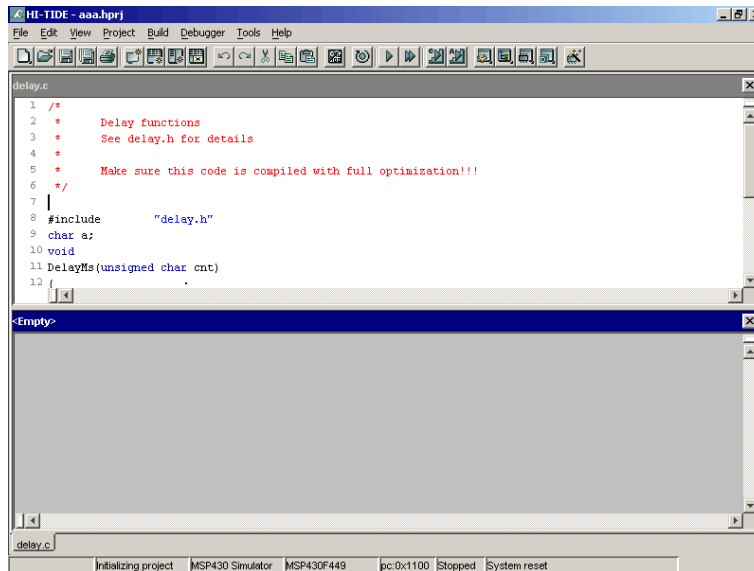 HI-TIDE - aaa.hprj
File Edit View Project Build Debugger Tools Help
delay.c
1 /*
2 * Delay functions
3 * See delay.h for details
4 *
5 * Make sure this code is compiled with full optimization!!!
6 */
7
8 #include "delay.h"
9 char a;
10 void
11 DelayMs(unsigned char cnt)
12 {
<Empty>
delay.c
Initializing project MSP430 Simulator MSP430F449 pc:0x1100 Stopped System reset